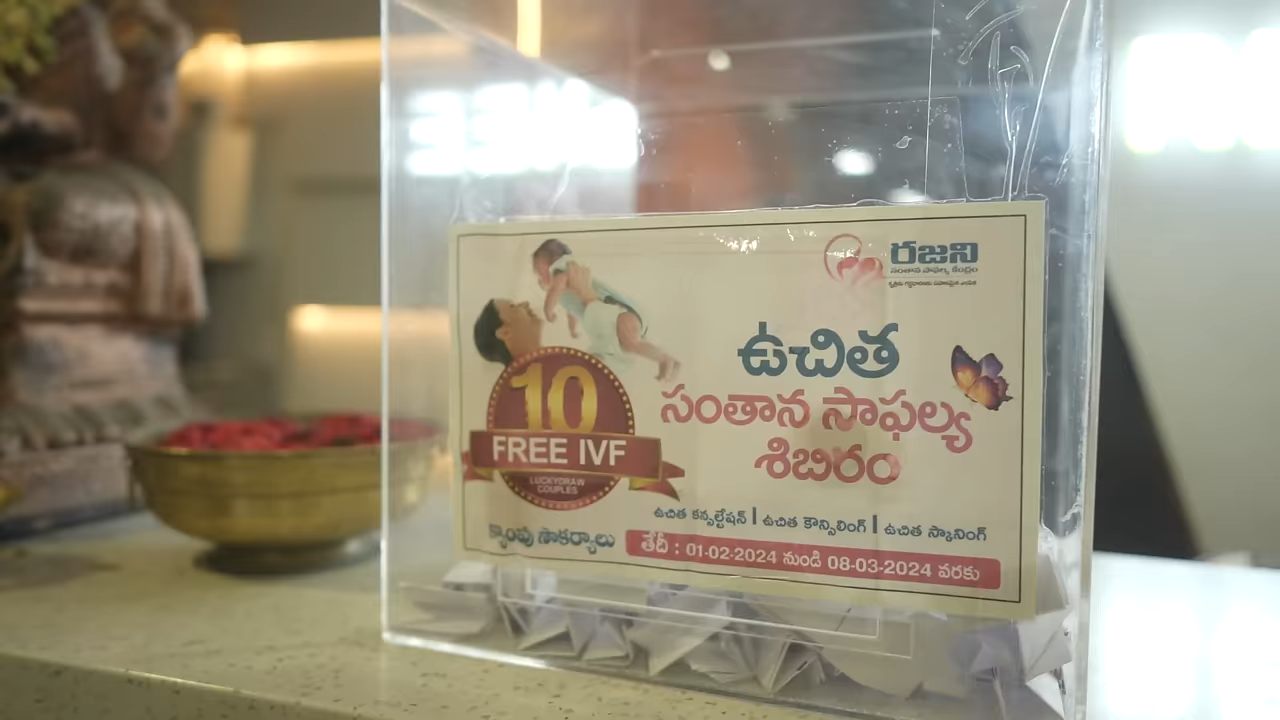 రజని
సంతాన సాఫల్య కేంద్రం
ఉచిత
సంతాన సాఫల్య
శిబిరం
10
FREE IVF
LUCKYDRAW
COUPLES
ఉచిత కన్సల్టేషన్ | ఉచిత కౌన్సిలింగ్ | ఉచిత స్కానింగ్
క్యాంపు సౌకర్యాలు
తేదీ : 01-02-2024 నుండి 08-03-2024 వరకు